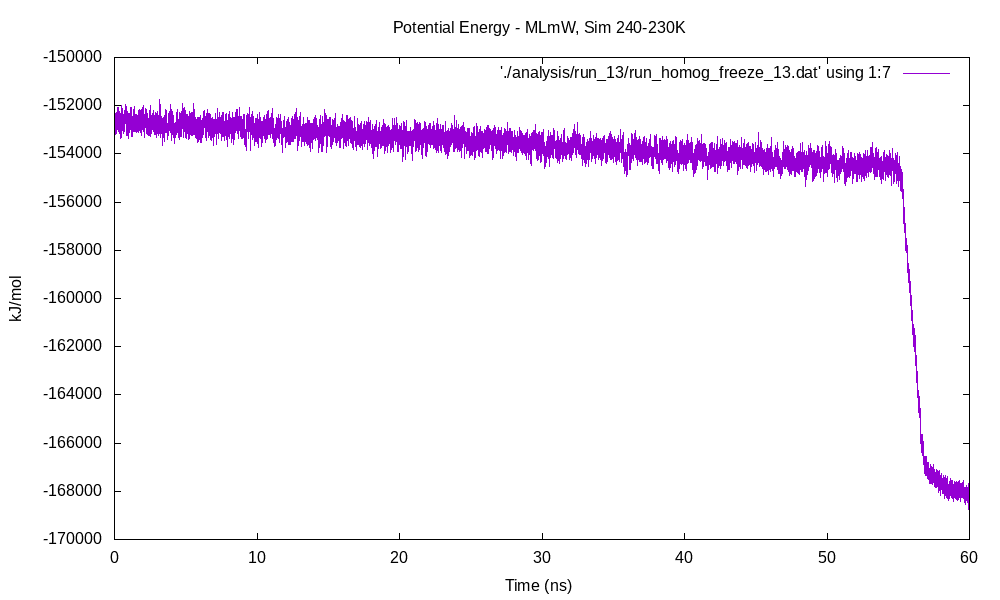 Potential Energy - MLmW, Sim 240-230K
'./analysis/run_13/run_homog_freeze_13.dat' using 1:7
-150000
-152000
-154000
-156000
-158000
-160000
-162000
-164000
-166000
-168000
-170000
kJ/mol
0 10 20 30 40 50 60
Time (ns)